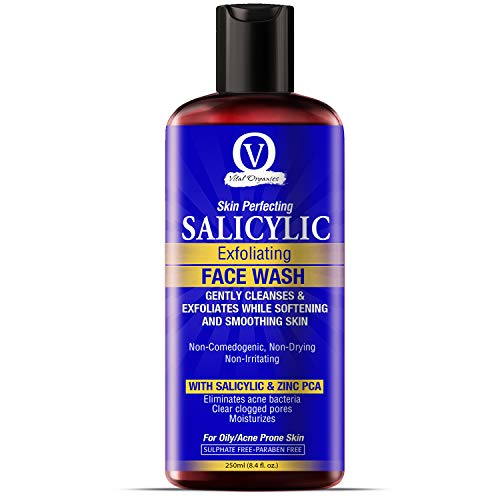 V
Vital Organics
Skin Perfecting
SALICYLIC
Exfoliating
FACE WASH
GENTLY CLEANSES &
EXFOLIATES WHILE SOFTENING
AND SMOOTHING SKIN
Non-Comedogenic, Non-Drying
Non-Irritating
WITH SALICYLIC & ZINC PCA
Eliminates acne bacteria
Clear clogged pores
Moisturizes
For Oily/Acne Prone Skin
SULPHATE FREE-PARABEN FREE
250ml (8.4 fl. oz.)